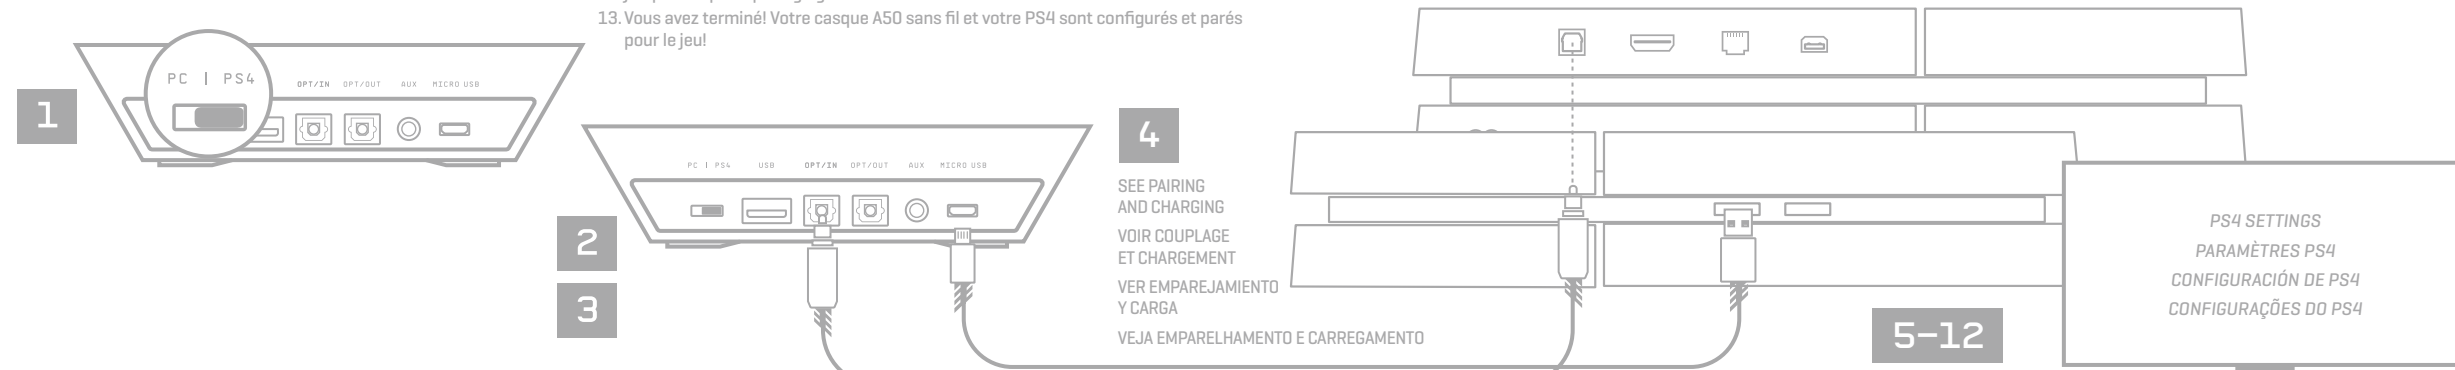 13. Vous avez terminé! Votre casque A50 sans fil et votre PS4 sont configurés et parés
pour le jeu!
1
PC | PS4
OPT/IN OPT/OUT AUX MICRO USB
2
3
PC | PS4 USB OPT/IN OPT/OUT AUX MICRO USB
4
SEE PAIRING
AND CHARGING
VOIR COUPLAGE
ET CHARGEMENT
VER EMPAREJAMIENTO
Y CARGA
VEJA EMPARELHAMENTO E CARREGAMENTO
5–12
PS4 SETTINGS
PARAMÈTRES PS4
CONFIGURACIÓN DE PS4
CONFIGURAÇÕES DO PS4